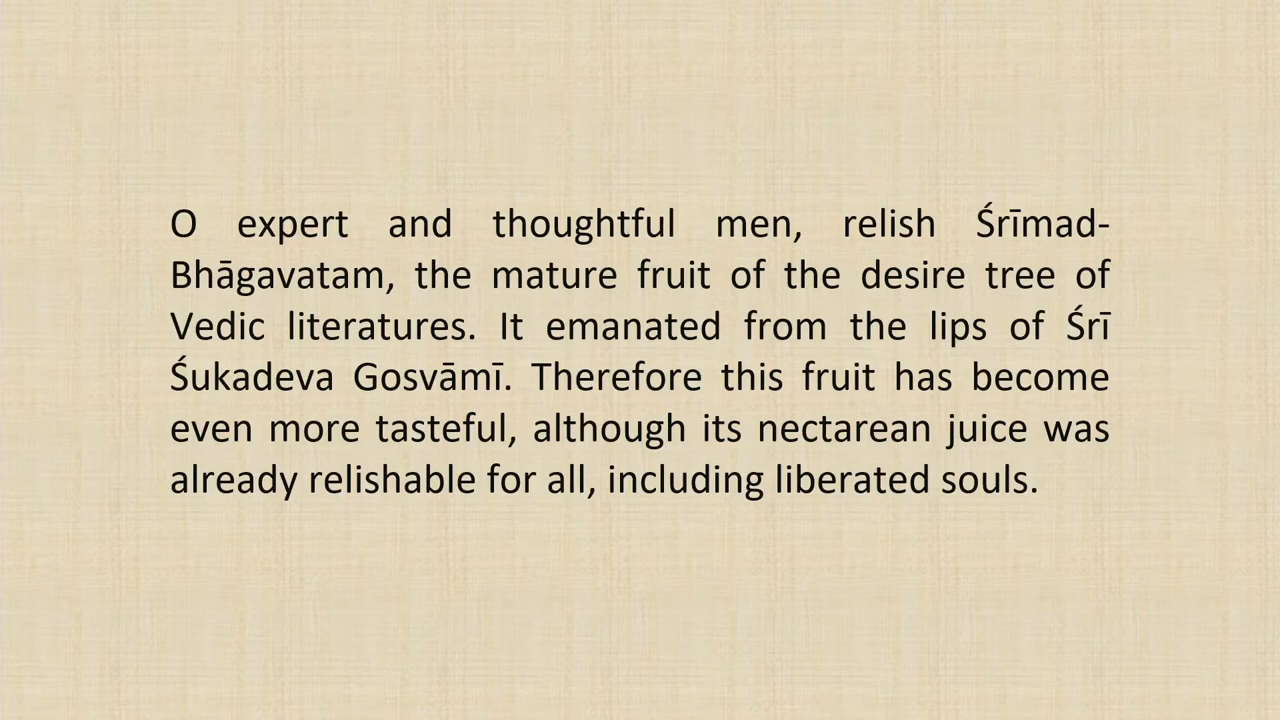 O expert and thoughtful men, relish Śrīmad-
Bhāgavatam, the mature fruit of the desire tree of
Vedic literatures. It emanated from the lips of Śrī
Śukadeva Gosvāmī. Therefore this fruit has become
even more tasteful, although its nectarean juice was
already relishable for all, including liberated souls.